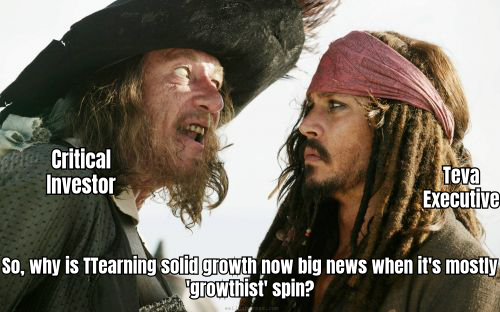 Critical
Investor
Teva
Executive
So, why is TTearning solid growth now big news when it's mostly
'growthist' spin?